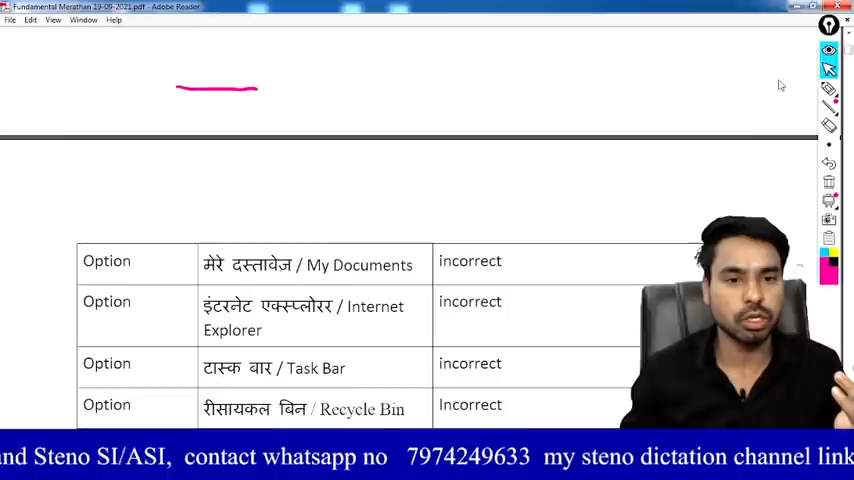 Fundamental Merathan 19-09-2021.pdf - Adobe Reader
File Edit View Window Help
Option मेरे दस्तावेज / My Documents incorrect
Option इंटरनेट एक्स्प्लोरर / Internet Explorer incorrect
Option टास्क बार / Task Bar incorrect
Option रीसायकल बिन / Recycle Bin Incorrect
and Steno SI/ASI, contact whatsapp no 7974249633 my steno dictation channel link